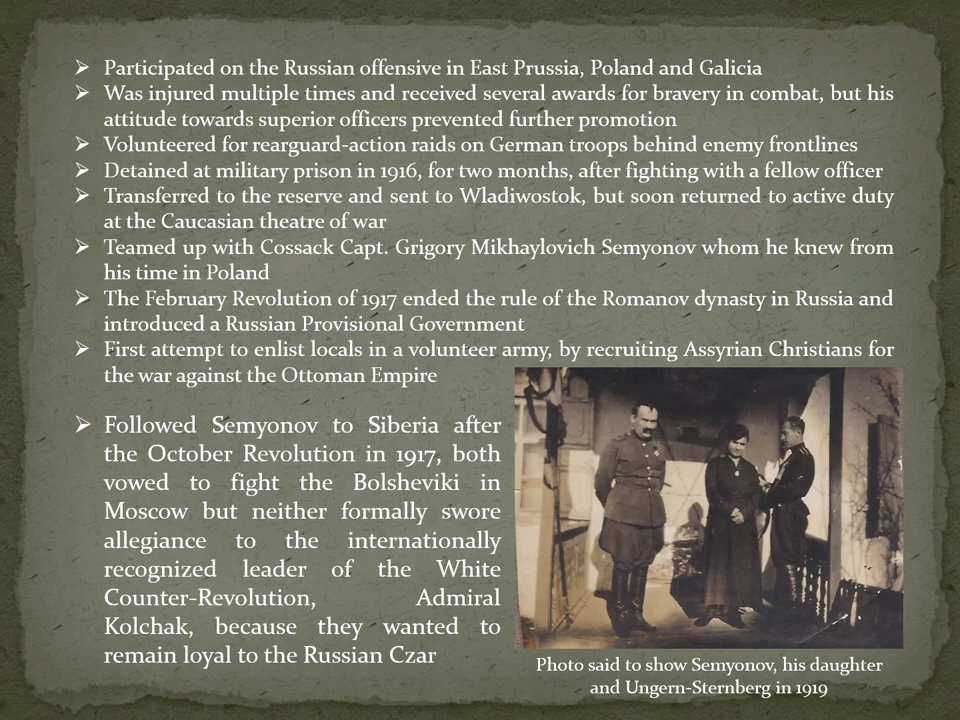 ➢ Participated on the Russian offensive in East Prussia, Poland and Galicia
➢ Was injured multiple times and received several awards for bravery in combat, but his
attitude towards superior officers prevented further promotion
➢ Volunteered for rearguard-action raids on German troops behind enemy frontlines
➢ Detained at military prison in 1916, for two months, after fighting with a fellow officer
➢ Transferred to the reserve and sent to Wladiwostok, but soon returned to active duty
at the Caucasian theatre of war
➢ Teamed up with Cossack Capt. Grigory Mikhaylovich Semyonov whom he knew from
his time in Poland
➢ The February Revolution of 1917 ended the rule of the Romanov dynasty in Russia and
introduced a Russian Provisional Government
➢ First attempt to enlist locals in a volunteer army, by recruiting Assyrian Christians for
the war against the Ottoman Empire
➢ Followed Semyonov to Siberia after
the October Revolution in 1917, both
vowed to fight the Bolsheviki in
Moscow but neither formally swore
allegiance to the internationally
recognized leader of the White
Counter-Revolution, Admiral
Kolchak, because they wanted to
remain loyal to the Russian Czar
Photo said to show Semyonov, his daughter
and Ungern-Sternberg in 1919